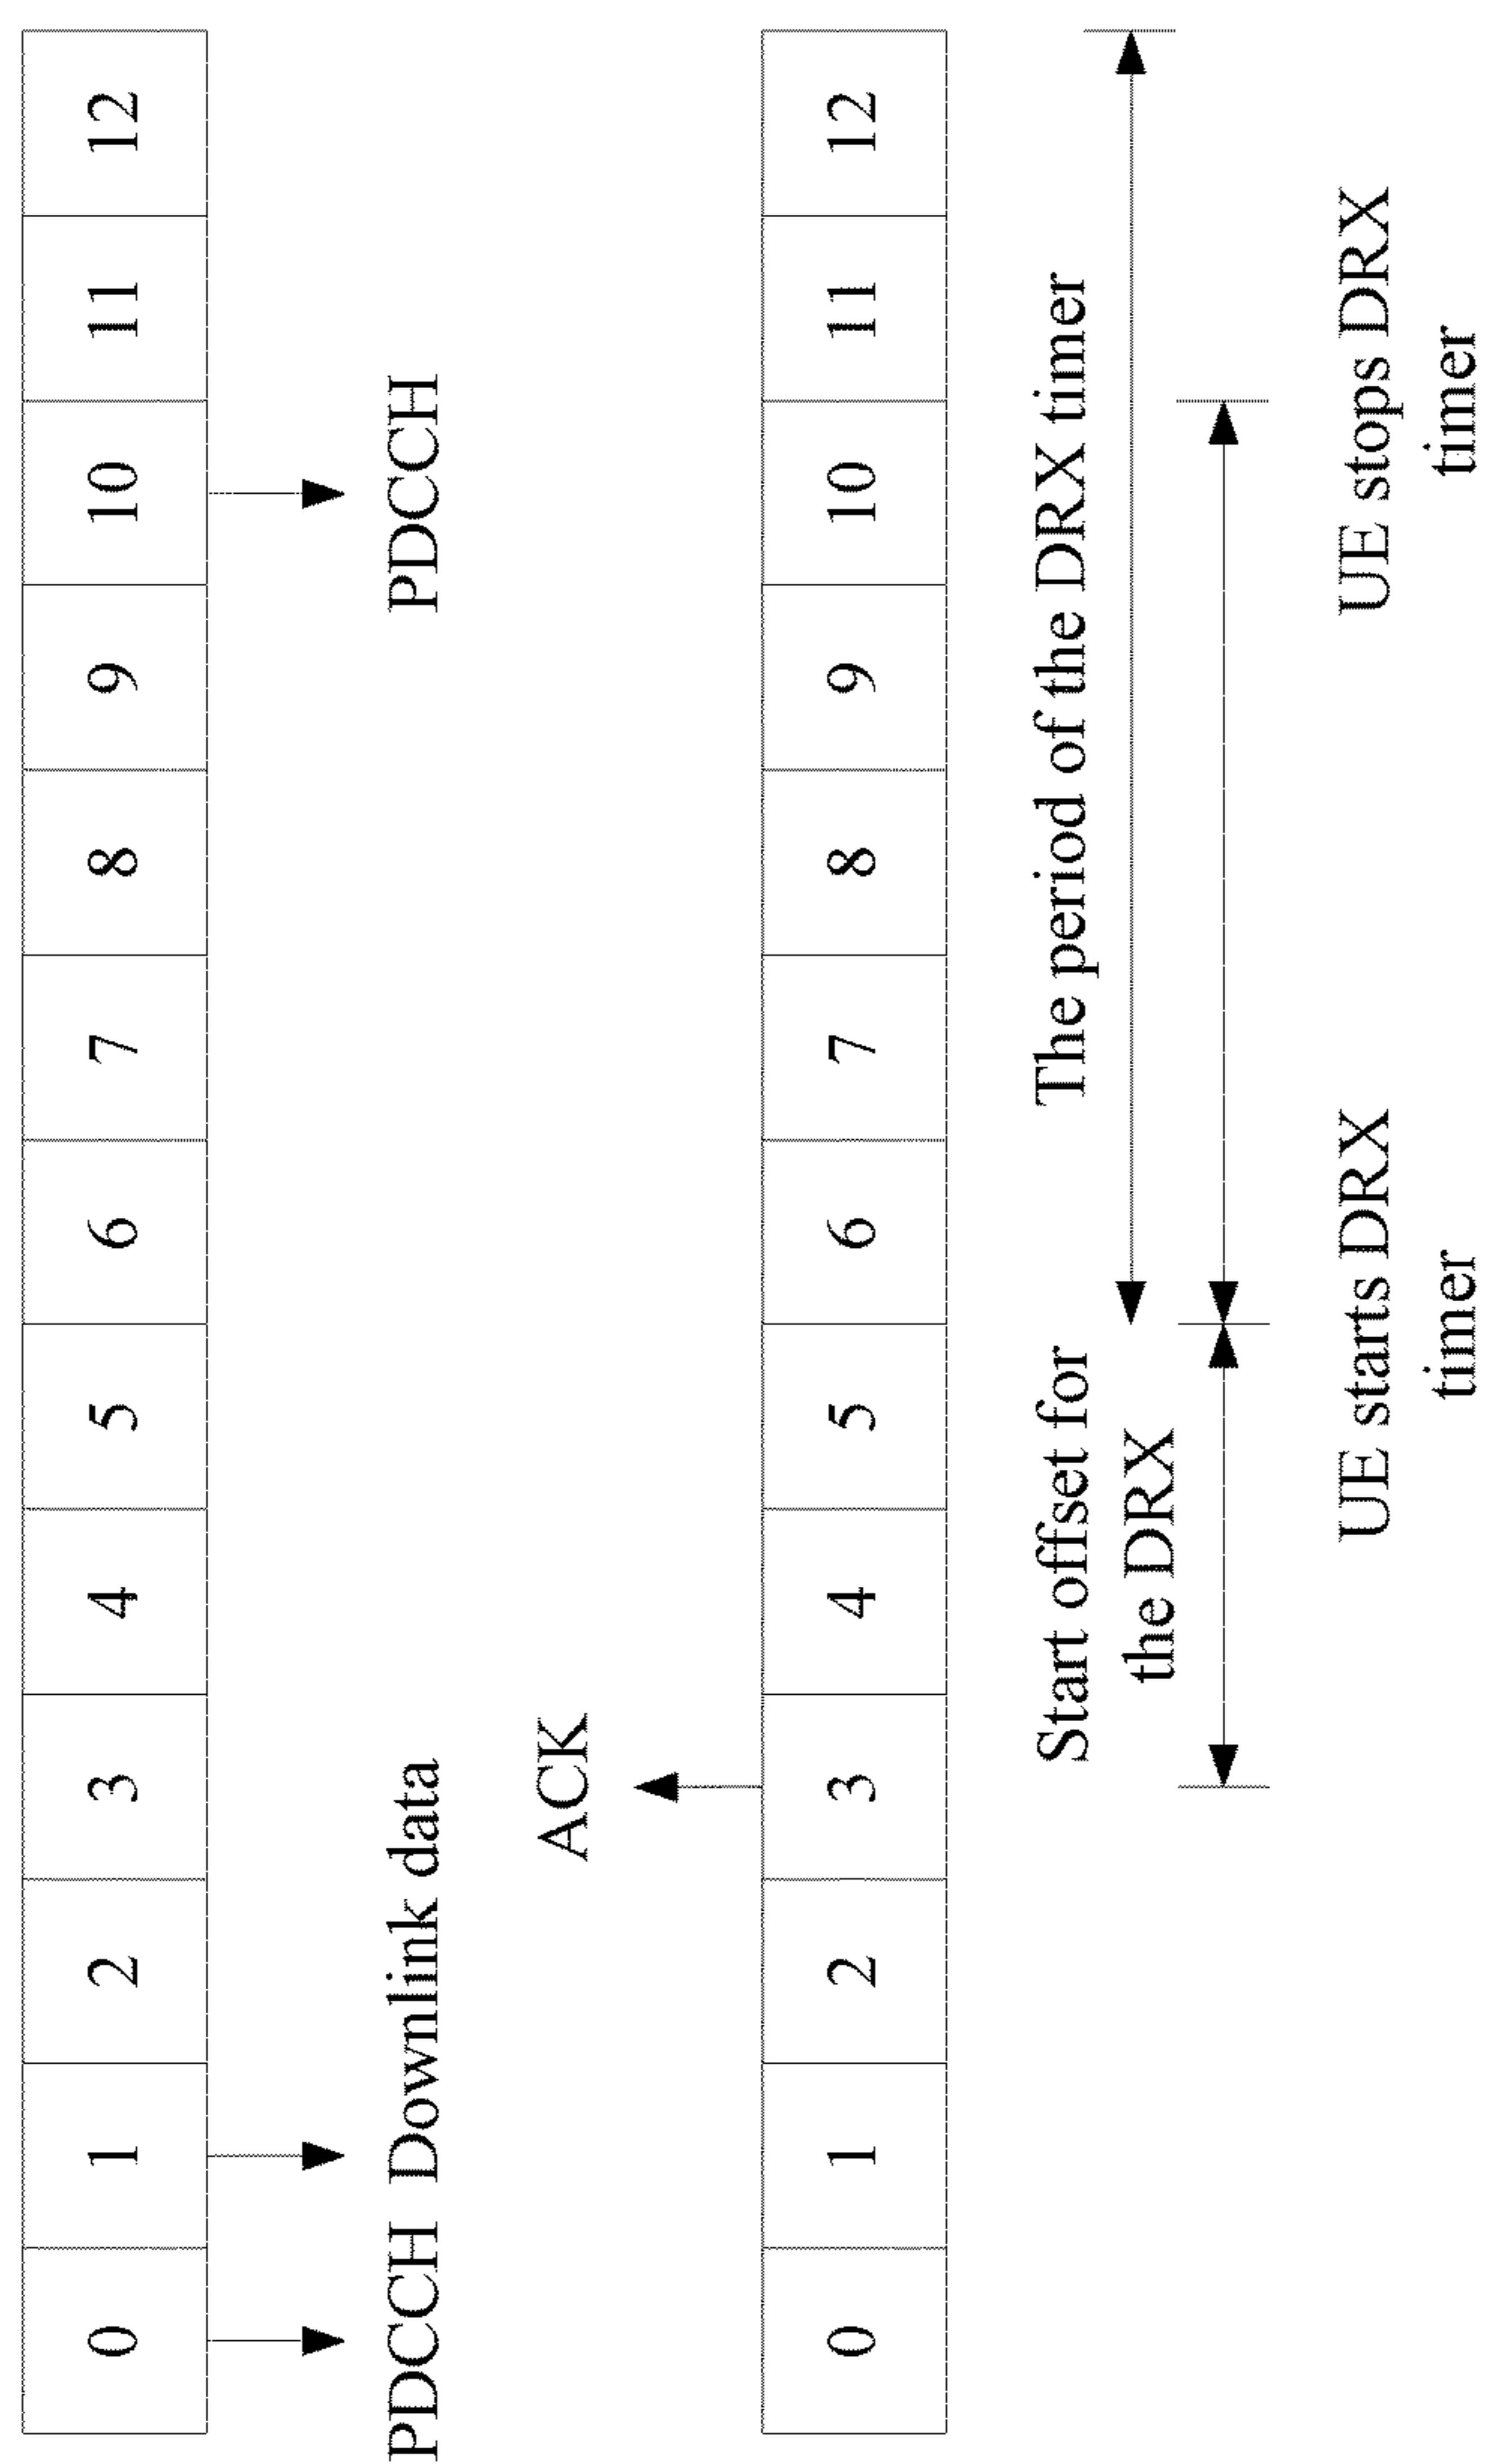 0 1 2 3 4 5 6 7 8 9 10 11 12
PDCCH Downlink data PDCCH
ACK
0 1 2 3 4 5 6 7 8 9 10 11 12
Start offset for
the DRX
The period of the DRX timer
UE starts DRX
timer
UE stops DRX
timer